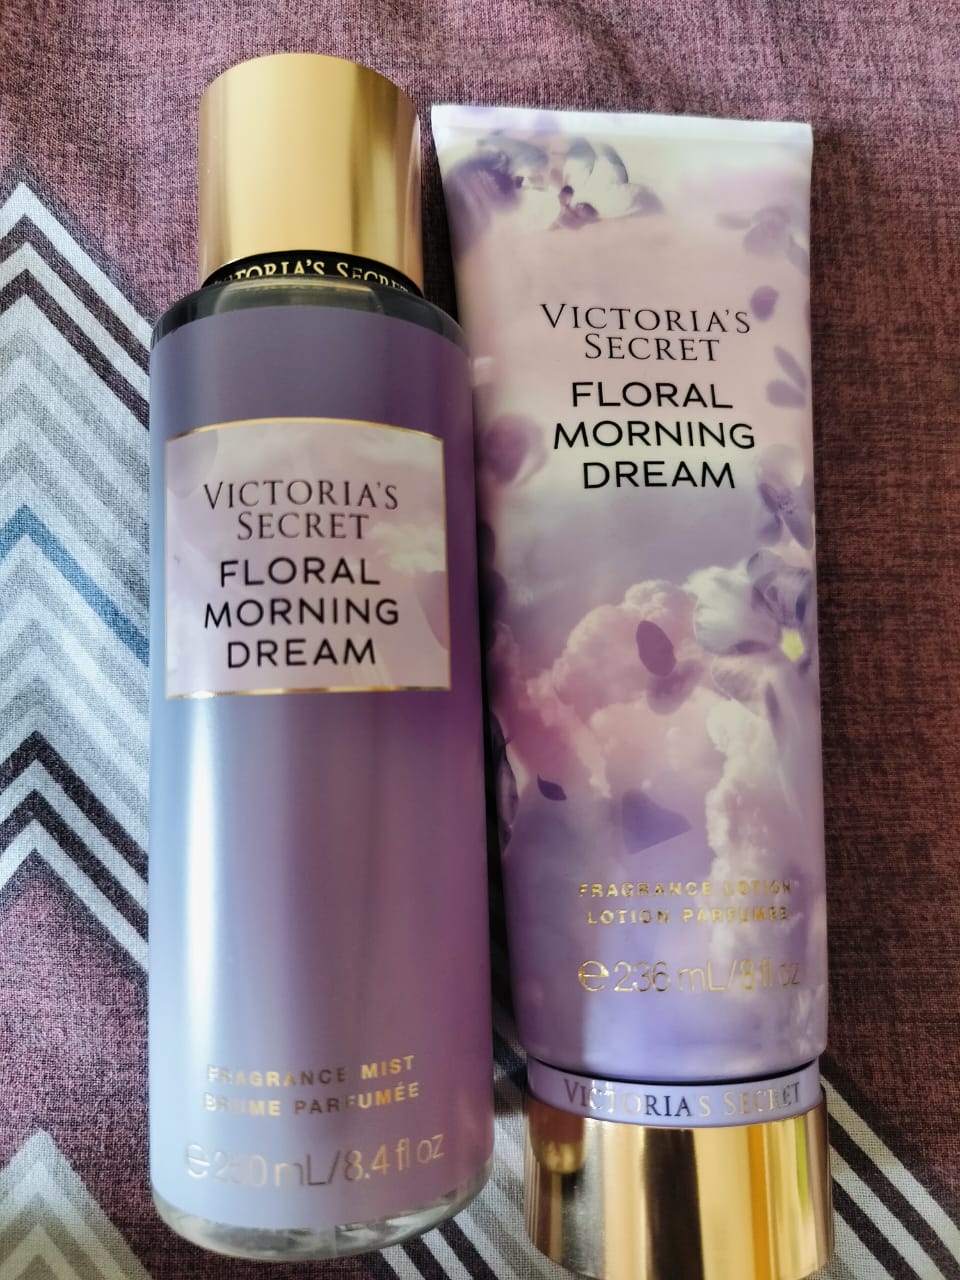 VICTORIA'S SECRET
VICTORIA'S
SECRET
FLORAL
MORNING
DREAM
FRAGRANCE MIST
BRUME PARFUMÉE
℮ 250 mL/8.4 fl oz
VICTORIA'S
SECRET
FLORAL
MORNING
DREAM
FRAGRANCE LOTION
LOTION PARFUMÉE
℮ 236 mL/8 fl oz
VICTORIA'S SECRET